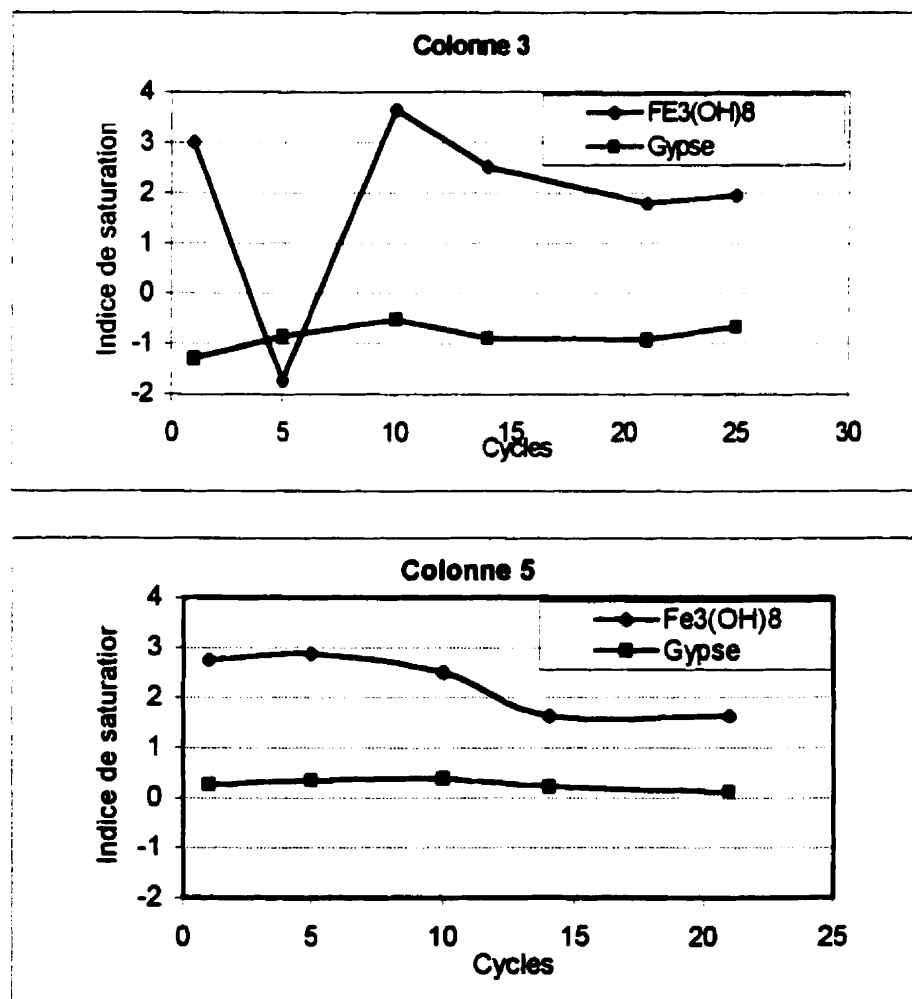 Colonne 3
FE3(OH)8
Gypse
Indice de saturation
4
3
2
1
0
-1
-2
0 5 10 15 20 25 30
Cycles
Colonne 5
Fe3(OH)8
Gypse
Indice de saturatior
4
3
2
1
0
-1
-2
0 5 10 15 20 25
Cycles